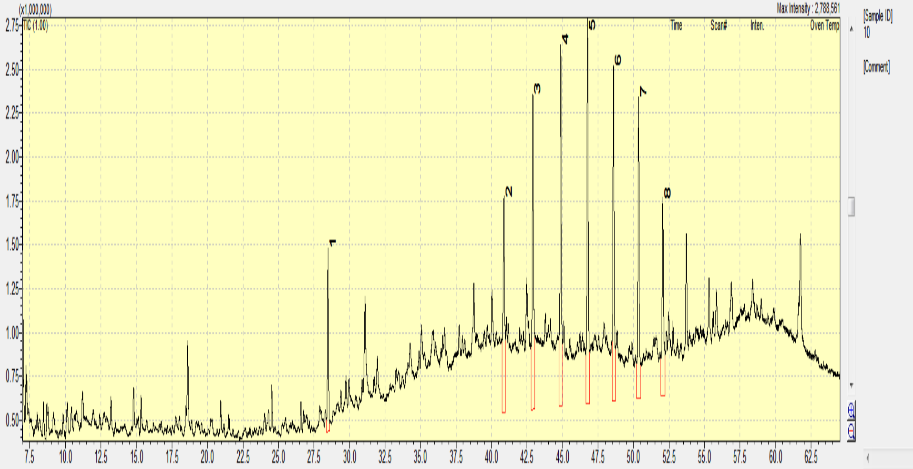 (x1,000,000)
Max Intensity : 2,788,561
TIC (1.00)
Time Scan# Inten. Oven Temp
2.75
2.50
2.25
2.00
1.75
1.50
1.25
1.00
0.75
0.50
1
2
3
4
5
6
7
8
7.5 10.0 12.5 15.0 17.5 20.0 22.5 25.0 27.5 30.0 32.5 35.0 37.5 40.0 42.5 45.0 47.5 50.0 52.5 55.0 57.5 60.0 62.5
[Sample ID]
10
[Comment]